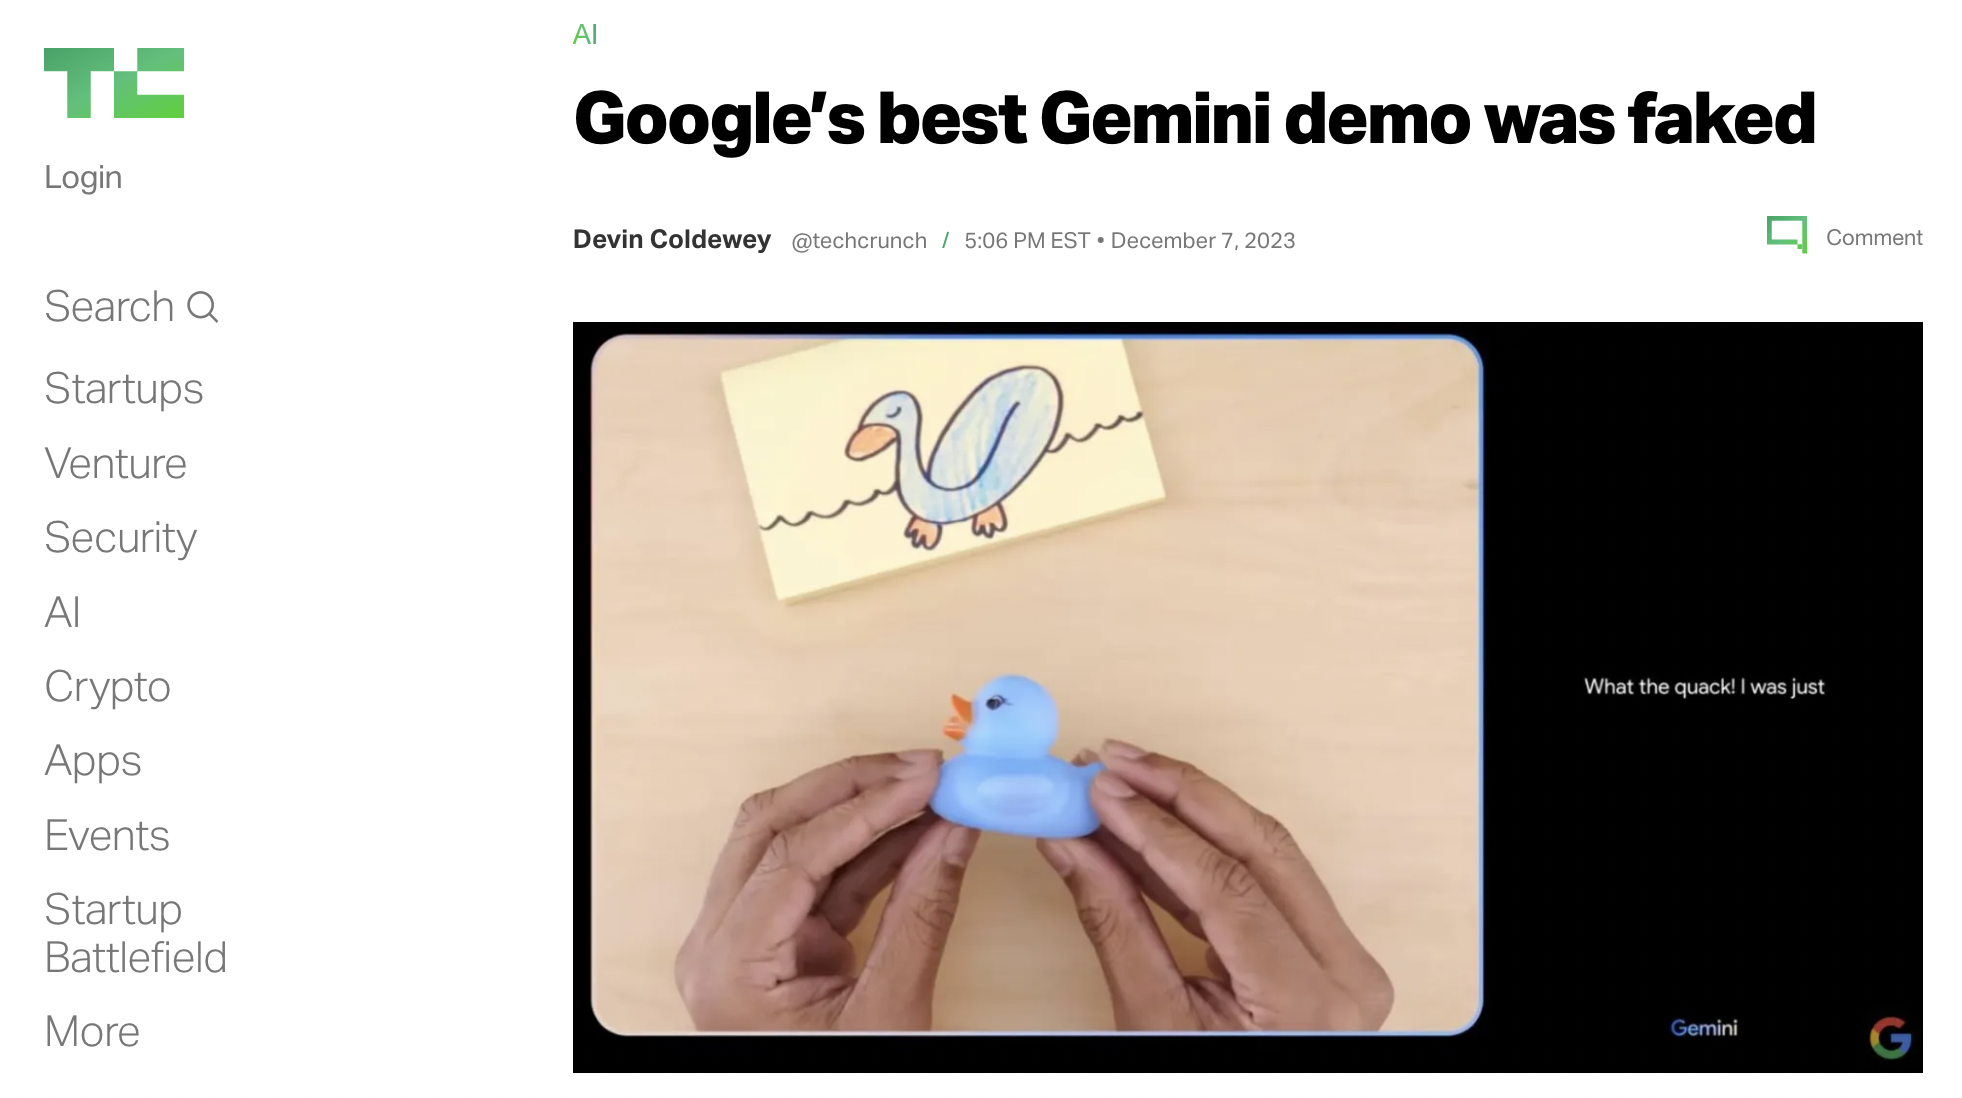 TC
Login
Search
Startups
Venture
Security
AI
Crypto
Apps
Events
Startup
Battlefield
More
AI
Google’s best Gemini demo was faked
Devin Coldewey @techcrunch / 5:06 PM EST • December 7, 2023
Comment
What the quack! I was just
Gemini
G